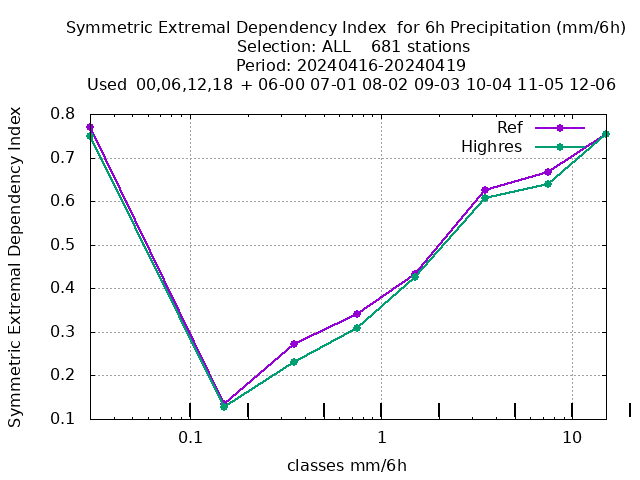 Symmetric Extremal Dependency Index  for 6h Precipitation (mm/6h)
Selection: ALL    681 stations
Period: 20240416-20240419
Used  00,06,12,18  + 06-00 07-01 08-02 09-03 10-04 11-05 12-06
Symmetric Extremal Dependency Index
0.8
0.7
0.6
0.5
0.4
0.3
0.2
0.1
Ref
Highres
0.1
1
10
classes mm/6h